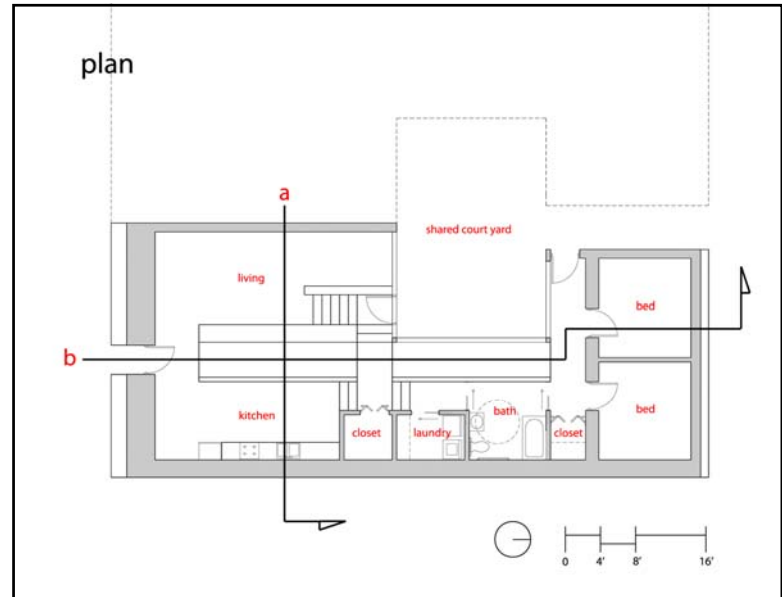 plan
a
shared court yard
living
bed
b
kitchen
closet
laundry
bath
closet
bed
0 4' 8' 16'